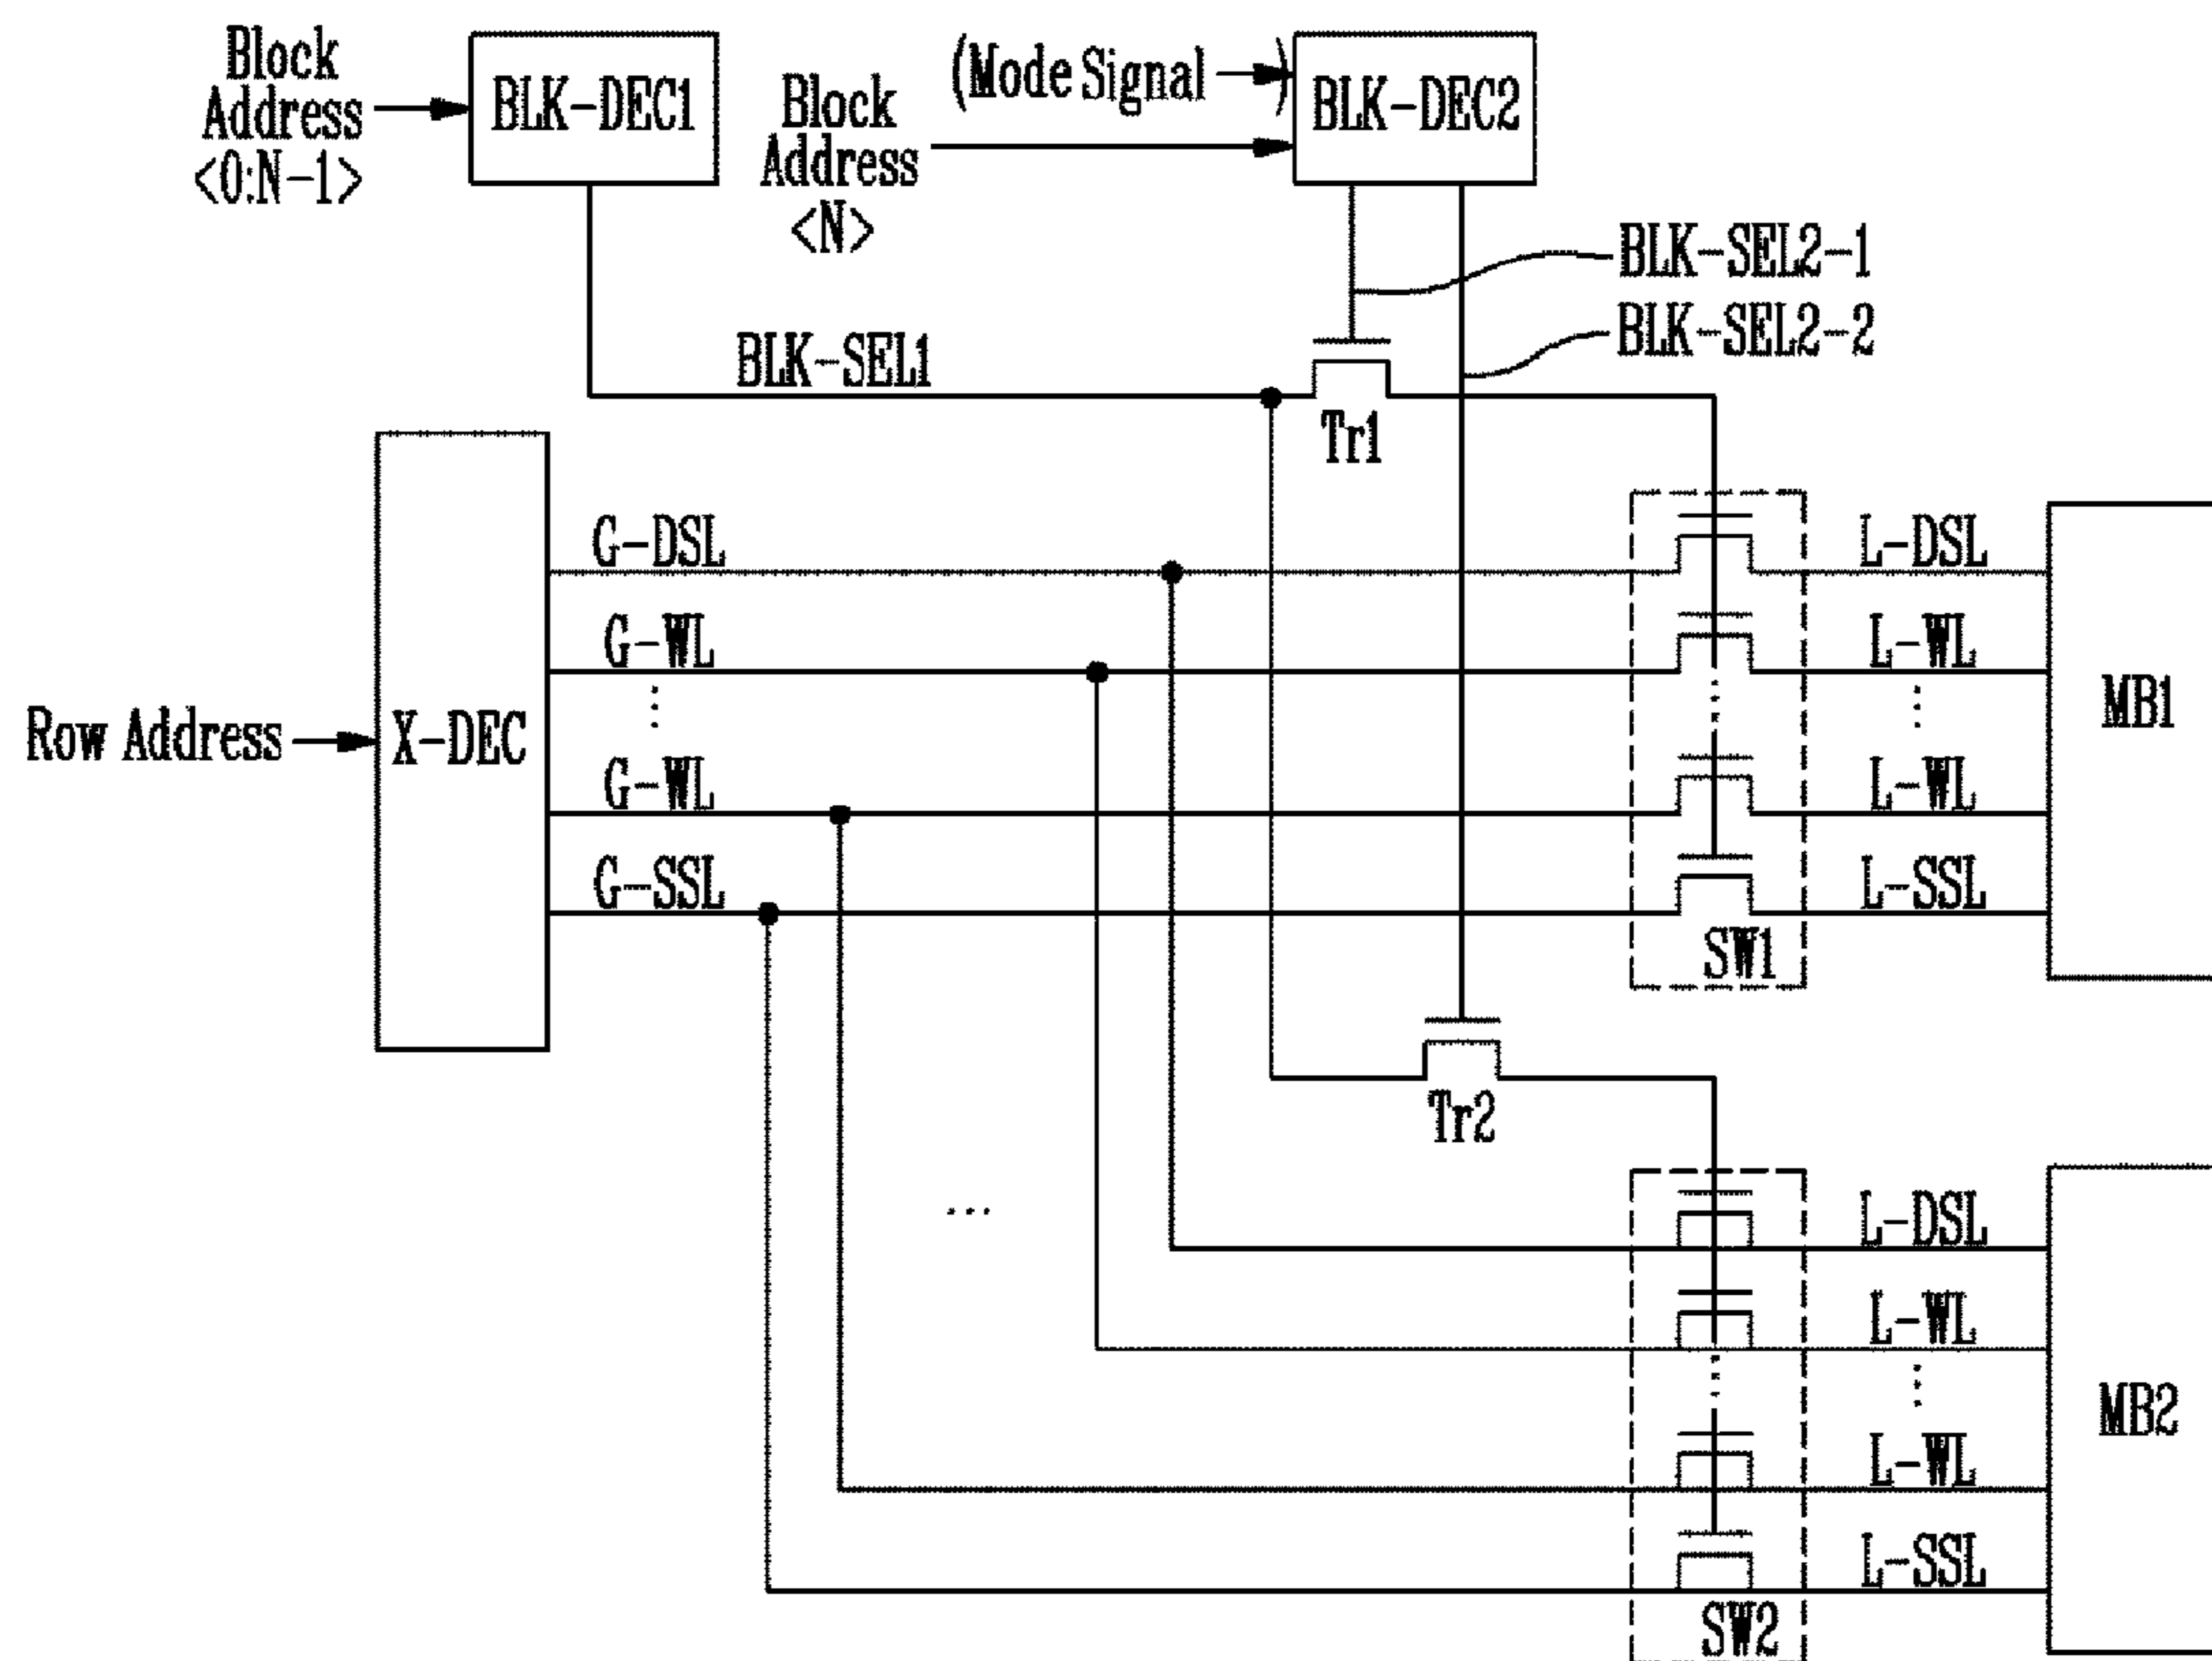 Block
Address
<0:N-1>
BLK-DEC1
Block
Address
<N>
(Mode Signal )
BLK-DEC2
BLK-SEL2-1
BLK-SEL2-2
BLK-SEL1
Tr1
Row Address
X-DEC
G-DSL
G-WL
⋮
G-WL
G-SSL
SW1
L-DSL
L-WL
⋮
L-WL
L-SSL
MB1
Tr2
...
SW2
L-DSL
L-WL
⋮
L-WL
L-SSL
MB2